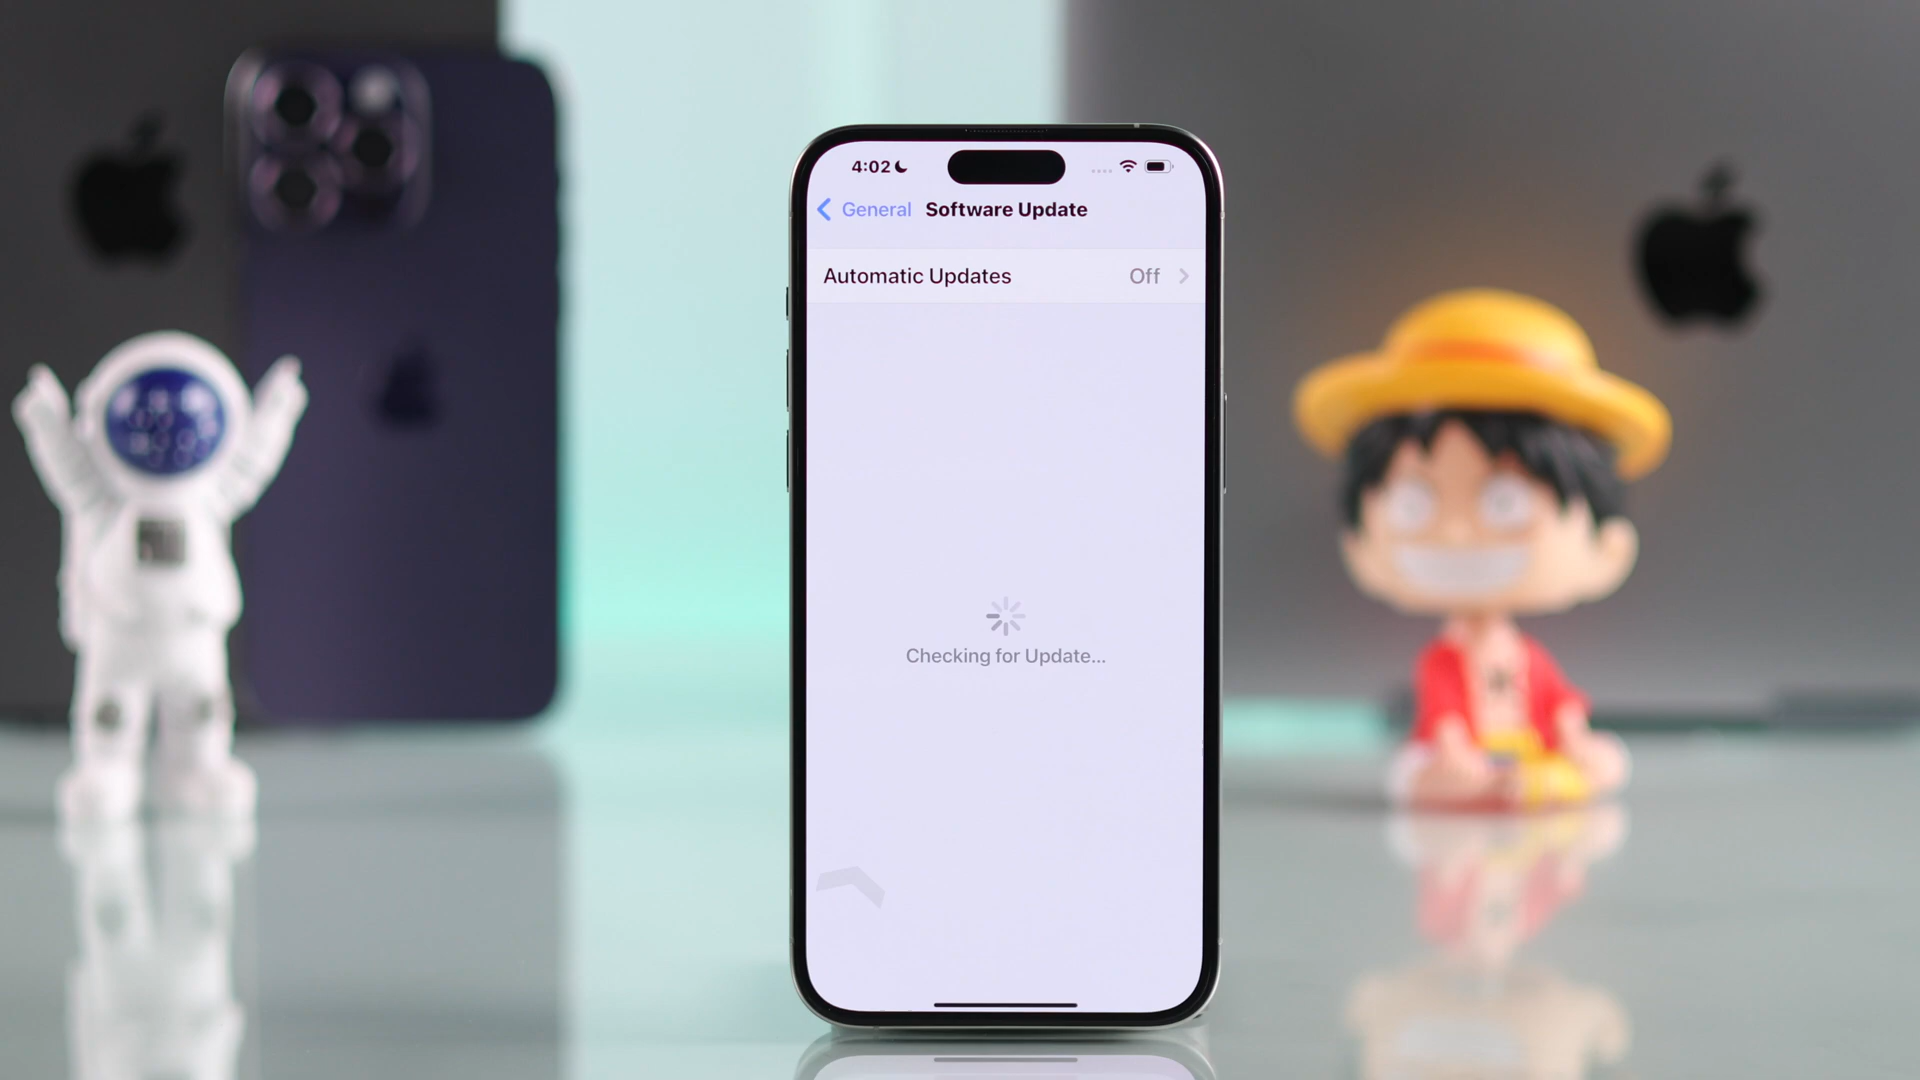 4:02
General Software Update
Automatic Updates Off
Checking for Update...